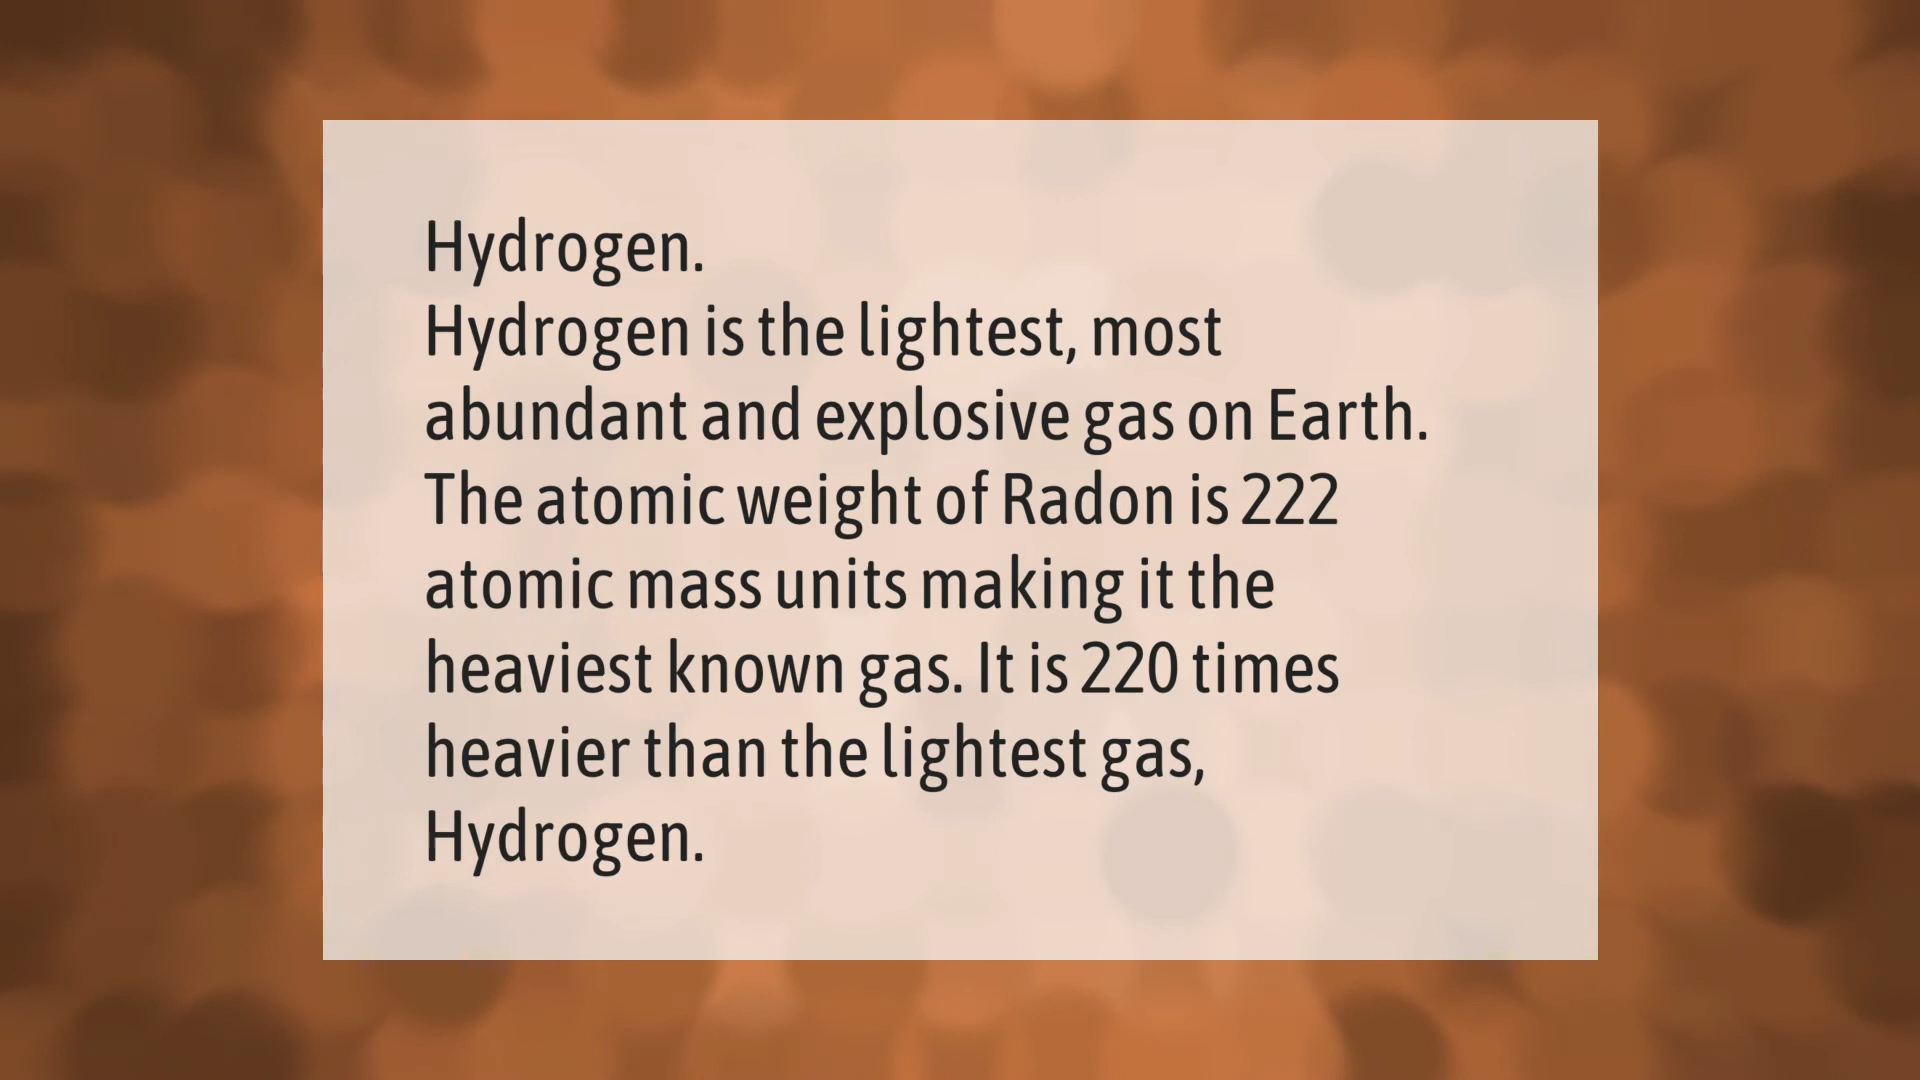 Hydrogen.
Hydrogen is the lightest, most
abundant and explosive gas on Earth.
The atomic weight of Radon is 222
atomic mass units making it the
heaviest known gas. It is 220 times
heavier than the lightest gas,
Hydrogen.